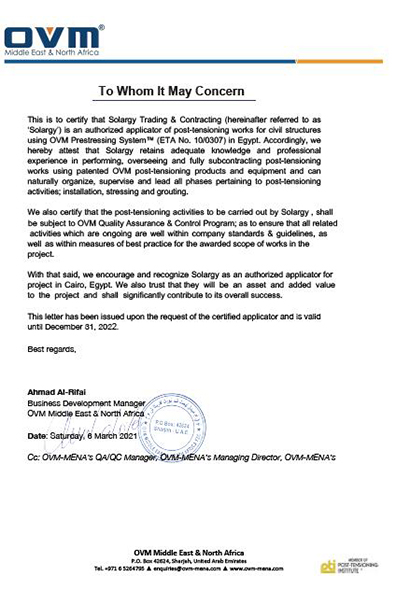 OVM®
Middle East & North Africa
To Whom It May Concern
This is to certify that Solargy Trading & Contracting (hereinafter referred to as
'Solargy') is an authorized applicator of post-tensioning works for civil structures
using OVM Prestressing System™ (ETA No. 10/0307) in Egypt. Accordingly, we
hereby attest that Solargy retains adequate knowledge and professional
experience in performing, overseeing and fully subcontracting post-tensioning
works using patented OVM post-tensioning products and equipment and can
naturally organize, supervise and lead all phases pertaining to post-tensioning
activities; installation, stressing and grouting.
We also certify that the post-tensioning activities to be carried out by Solargy , shall
be subject to OVM Quality Assurance & Control Program; as to ensure that all related
activities which are ongoing are well within company standards & guidelines, as
well as within measures of best practice for the awarded scope of works in the
project.
With that said, we encourage and recognize Solargy as an authorized applicator for
project in Cairo, Egypt. We also trust that they will be an asset and added value
to the project and shall significantly contribute to its overall success.
This letter has been issued upon the request of the certified applicator and is valid
until December 31, 2022.
Best regards,
Ahmad Al-Rifai
Business Development Manager
OVM Middle East & North Africa
P.O.Box: 42624
Sharjah - U.A.E.
Date: Saturday, 6 March 2021
Cc: OVM-MENA's QA/QC Manager, OVM-MENA's Managing Director, OVM-MENA's
OVM Middle East & North Africa
P.O. Box 42624, Sharjah, United Arab Emirates
Tel. +971 6 5264795 ▲ enquiries@ovm-mena.com ▲ www.ovm-mena.com
pti
MEMBER OF
POST-TENSIONING
INSTITUTE